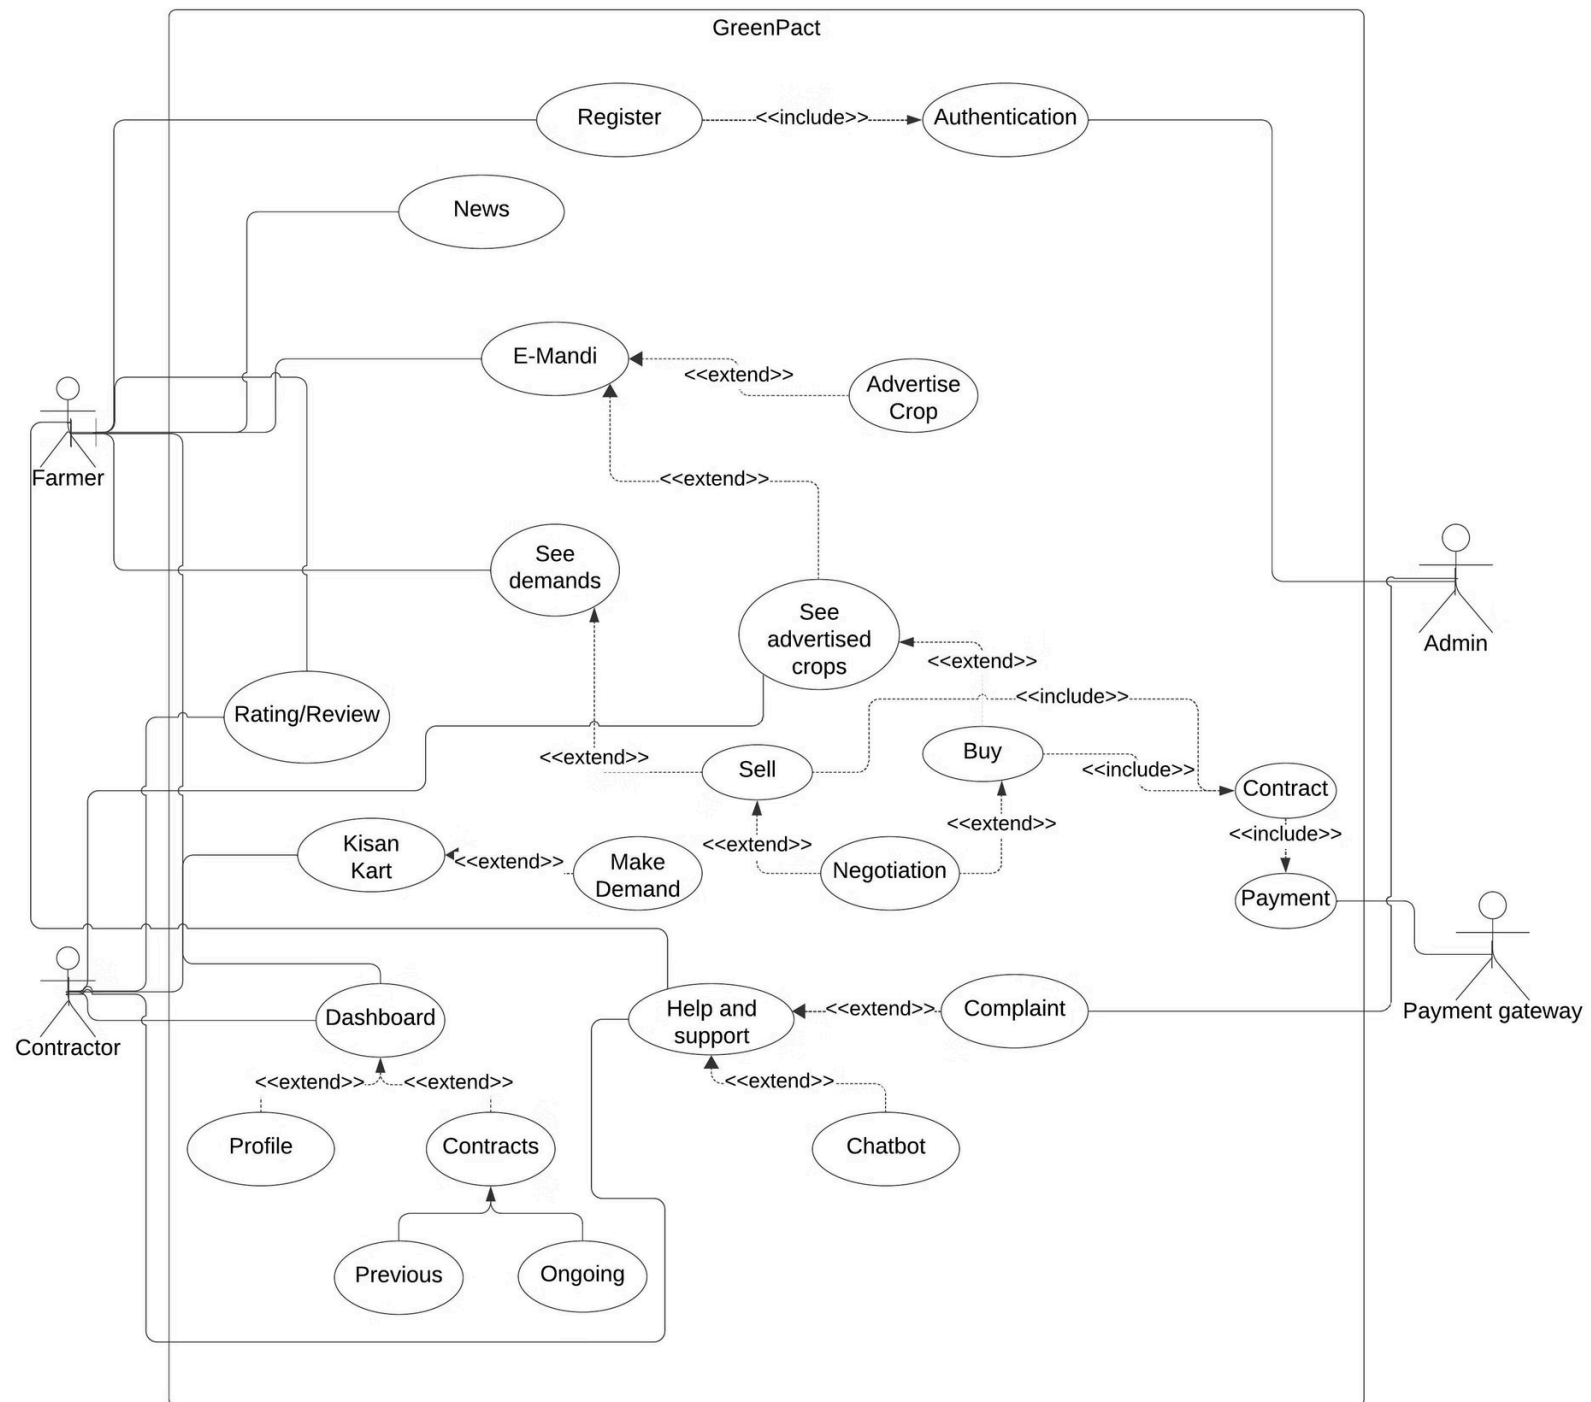 GreenPact
Register
<<include>>
Authentication
News
E-Mandi
<<extend>>
Advertise
Crop
Farmer
<<extend>>
See
demands
See
advertised
crops
Admin
<<extend>>
<<include>>
Rating/Review
<<extend>>
Sell
Buy
<<include>>
Contract
<<extend>>
<<include>>
Kisan
Kart
<<extend>>
Make
Demand
<<extend>>
Negotiation
Payment
Contractor
Dashboard
Help and
support
<<extend>>
Complaint
Payment gateway
<<extend>>
<<extend>>
<<extend>>
Profile
Contracts
Chatbot
Previous
Ongoing